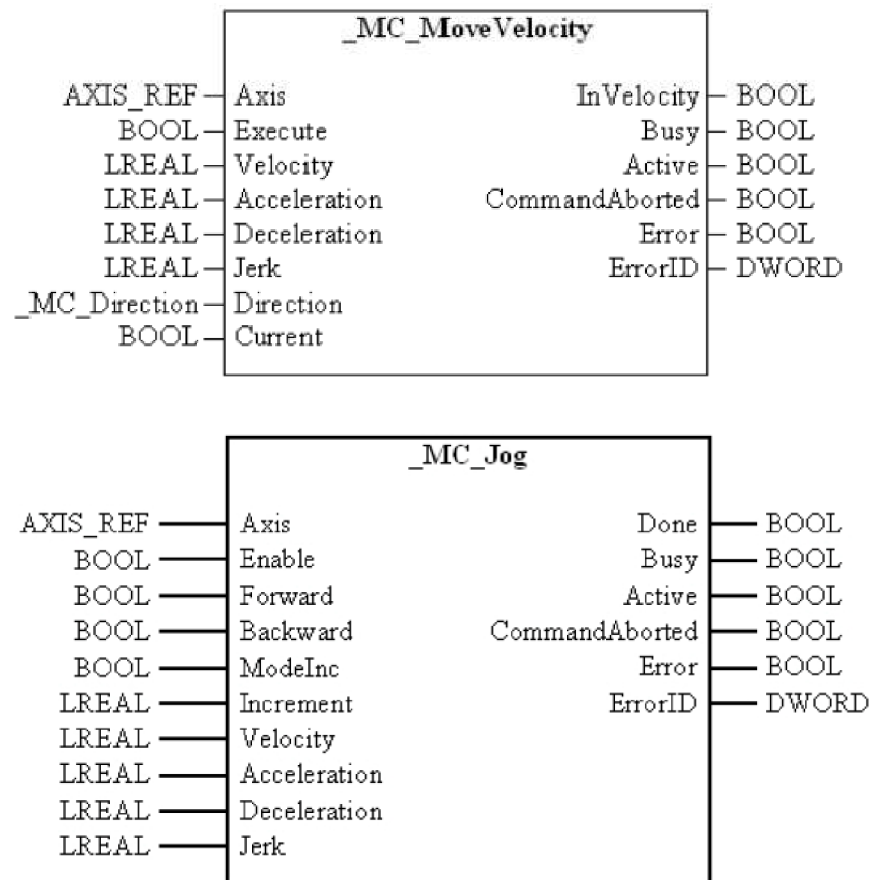 _MC_MoveVelocity
AXIS_REF Axis InVelocity BOOL
BOOL Execute Busy BOOL
LREAL Velocity Active BOOL
LREAL Acceleration CommandAborted BOOL
LREAL Deceleration Error BOOL
LREAL Jerk ErrorID DWORD
_MC_Direction Direction
BOOL Current
_MC_Jog
AXIS_REF Axis Done BOOL
BOOL Enable Busy BOOL
BOOL Forward Active BOOL
BOOL Backward CommandAborted BOOL
BOOL ModeInc Error BOOL
LREAL Increment ErrorID DWORD
LREAL Velocity
LREAL Acceleration
LREAL Deceleration
LREAL Jerk